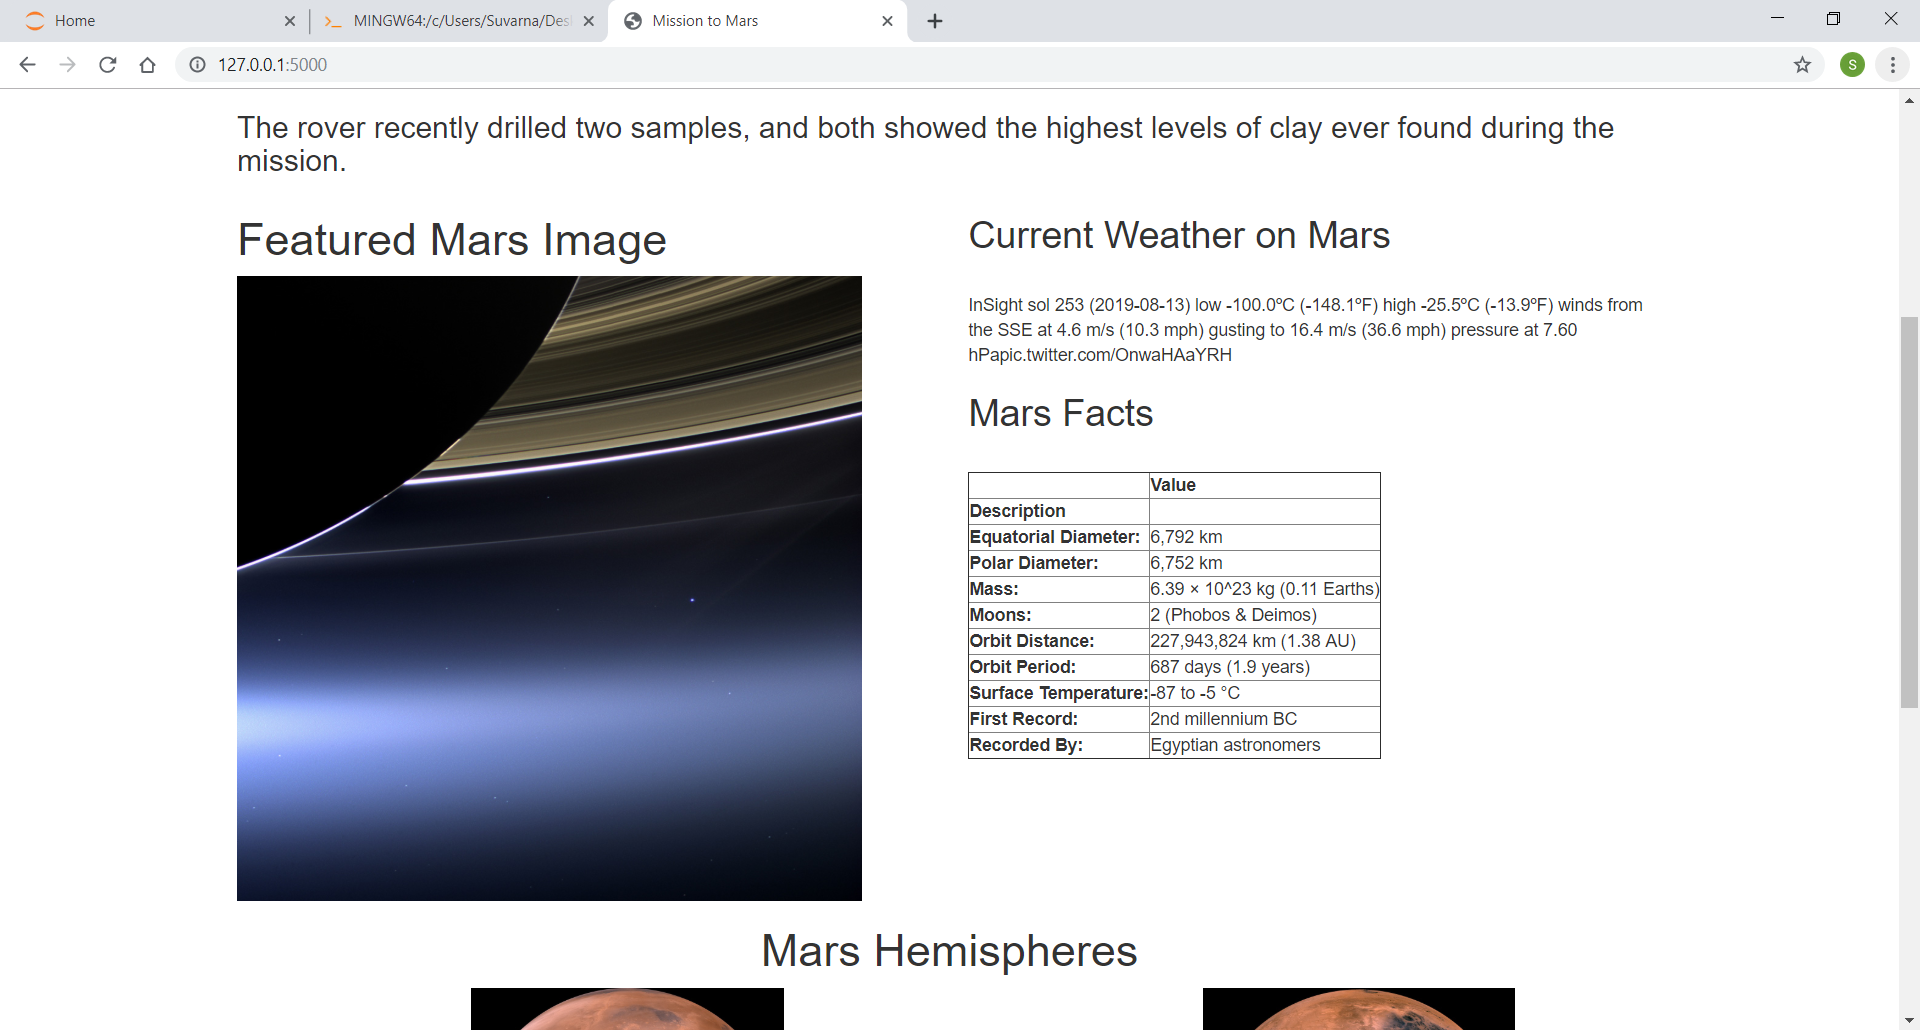 Home
MINGW64:/c/Users/Suvarna/Des
Mission to Mars
127.0.0.1:5000
S
The rover recently drilled two samples, and both showed the highest levels of clay ever found during the
mission.
Featured Mars Image
Current Weather on Mars
InSight sol 253 (2019-08-13) low -100.0ºC (-148.1ºF) high -25.5ºC (-13.9ºF) winds from
the SSE at 4.6 m/s (10.3 mph) gusting to 16.4 m/s (36.6 mph) pressure at 7.60
hPapic.twitter.com/OnwaHAaYRH
Mars Facts
Value
Description
Equatorial Diameter: 6,792 km
Polar Diameter: 6,752 km
Mass: 6.39 × 10^23 kg (0.11 Earths)
Moons: 2 (Phobos & Deimos)
Orbit Distance: 227,943,824 km (1.38 AU)
Orbit Period: 687 days (1.9 years)
Surface Temperature: -87 to -5 °C
First Record: 2nd millennium BC
Recorded By: Egyptian astronomers
Mars Hemispheres